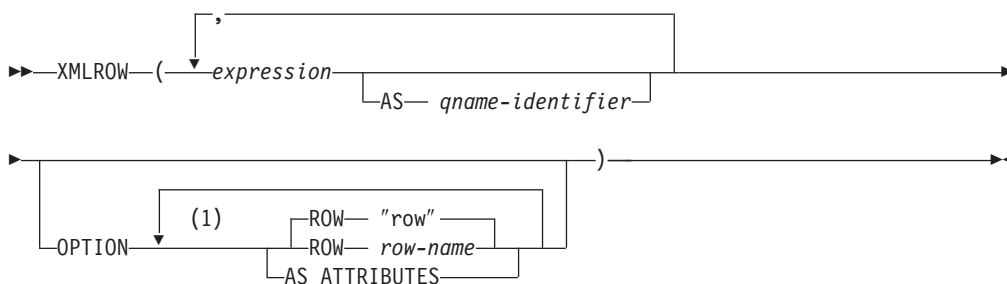 ,
XMLROW ( expression
AS qname-identifier
)
(1) ROW "row"
OPTION ROW row-name
AS ATTRIBUTES